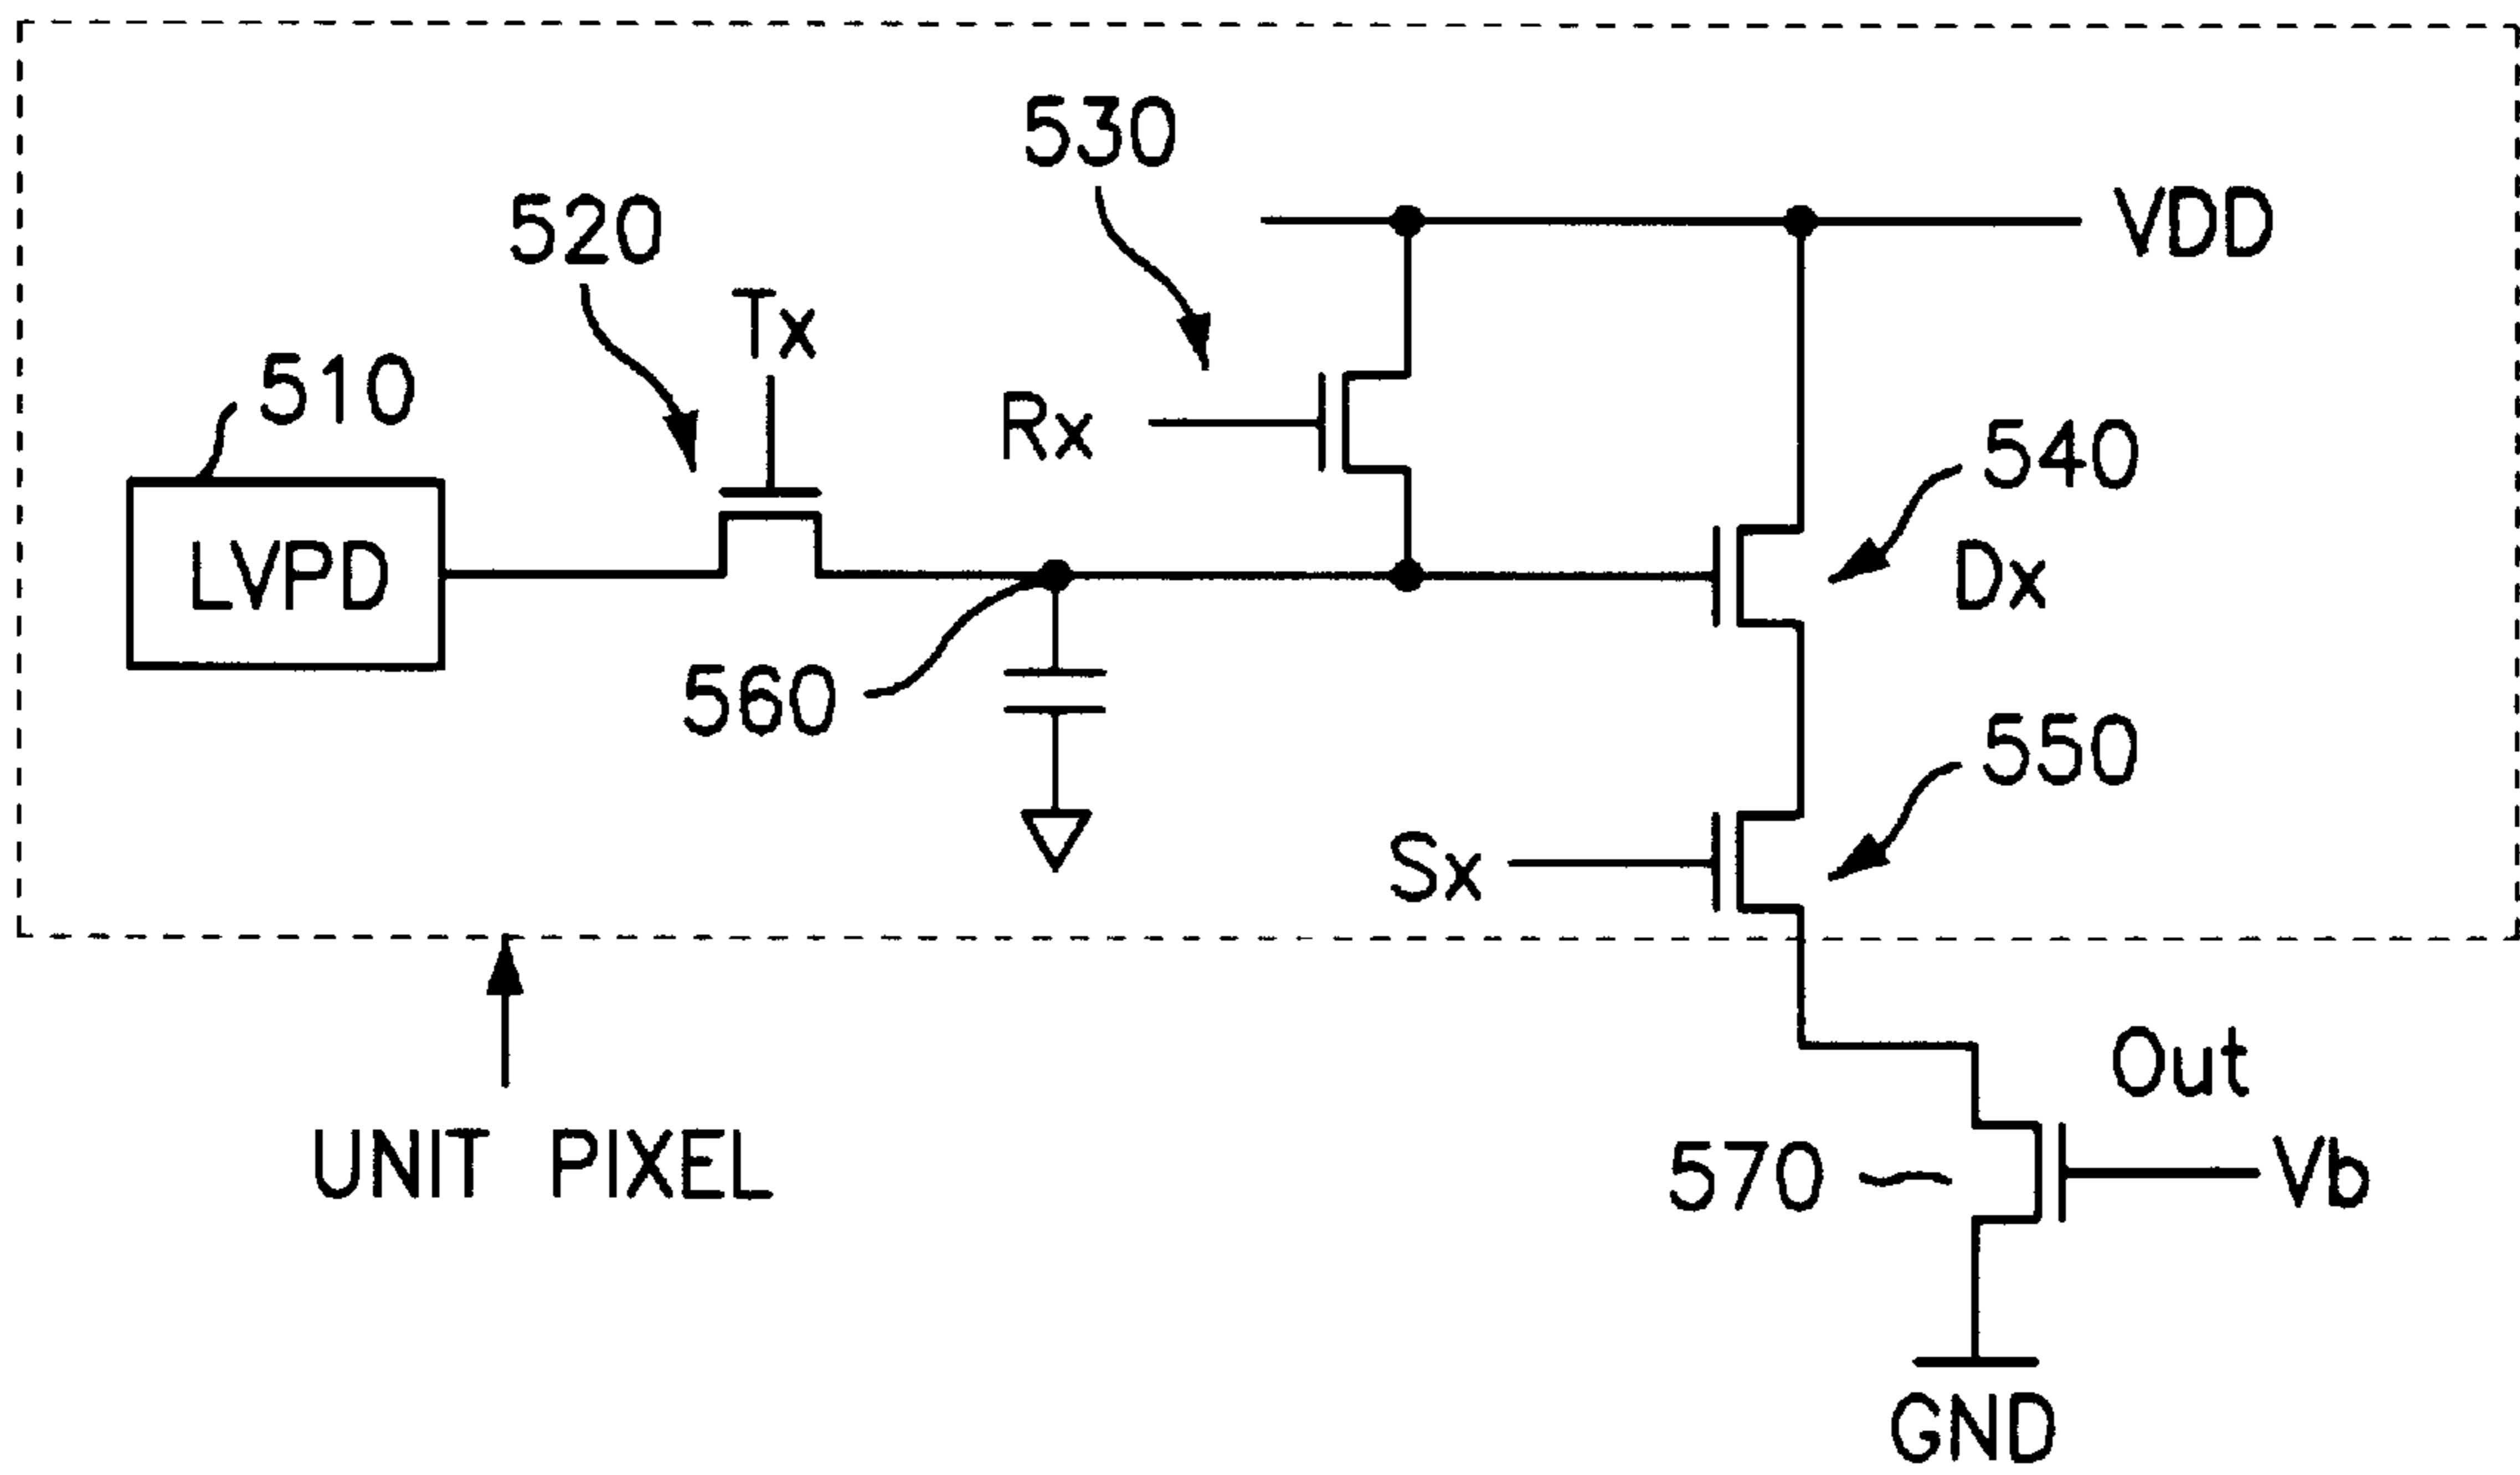 530
VDD
520
Tx
510
Rx
540
LVPD
Dx
560
550
Sx
Out
UNIT PIXEL
570
Vb
GND